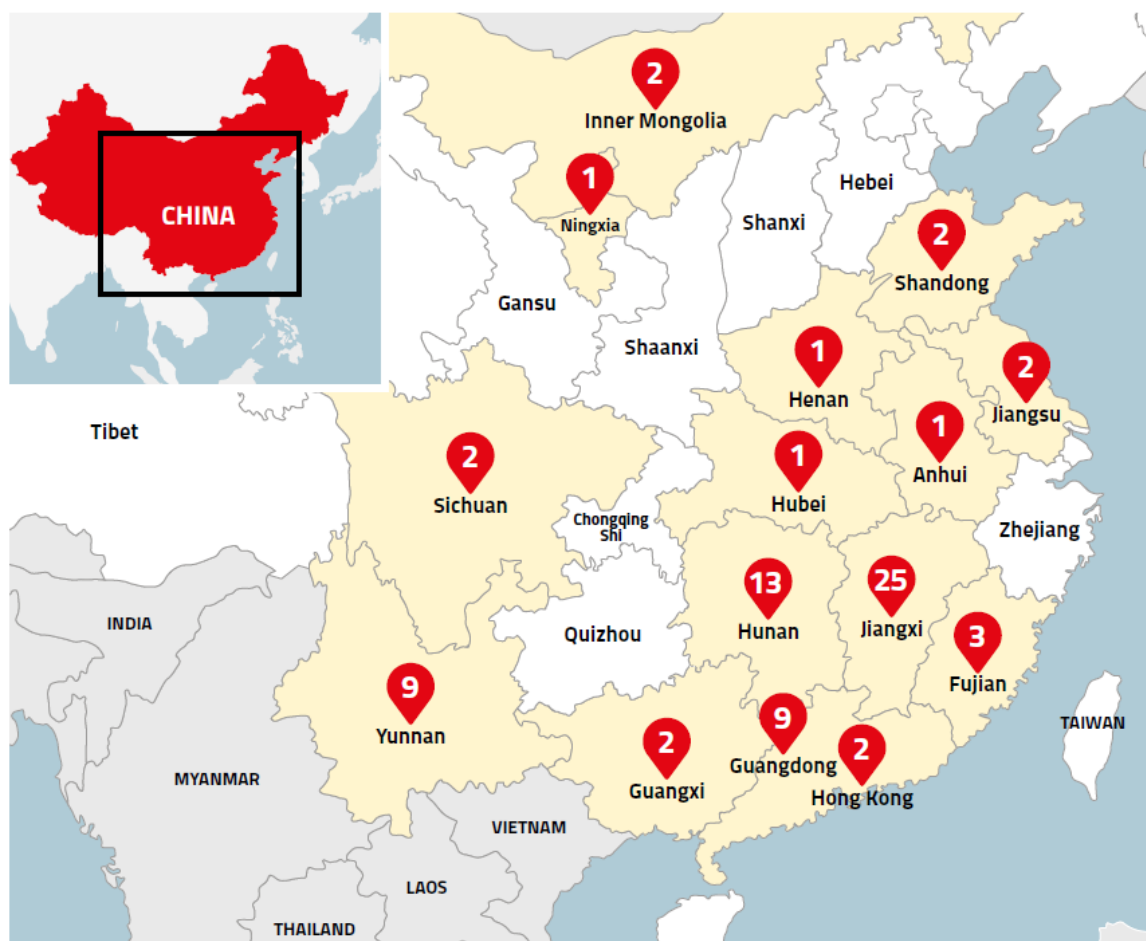 CHINA
2
Inner Mongolia
1
Ningxia
Hebei
Shanxi
2
Shandong
Gansu
Shaanxi
1
Henan
2
Jiangsu
Tibet
2
Sichuan
1
Hubei
1
Anhui
Chongqing
Shi
Zhejiang
13
Hunan
25
Jiangxi
INDIA
Quizhou
3
Fujian
9
Yunnan
2
Guangxi
9
Guangdong
2
Hong Kong
TAIWAN
MYANMAR
VIETNAM
LAOS
THAILAND